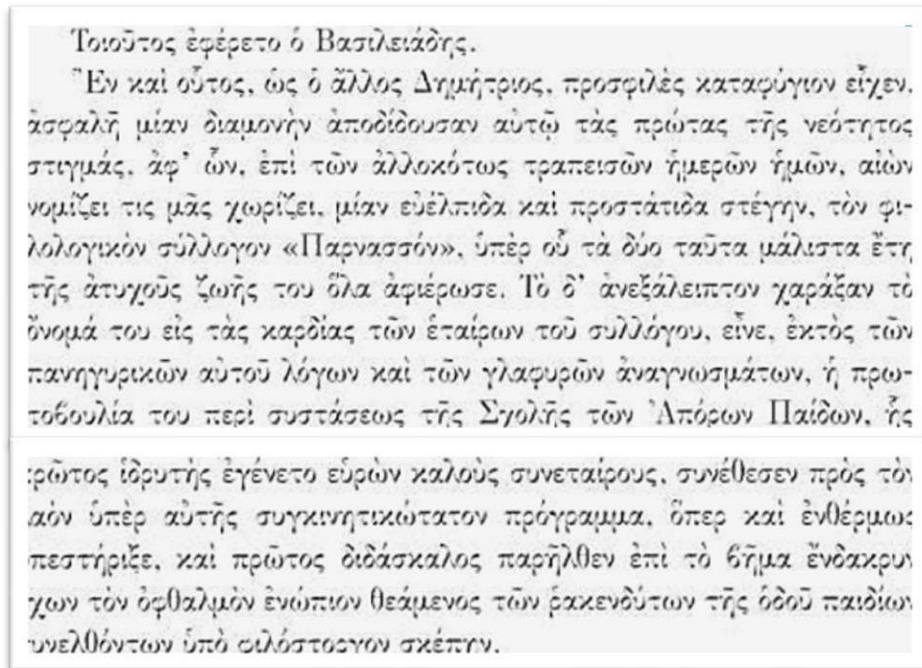 Τοιοῦτος ἐφέρετο ὁ Βασιλειάδης.
Ἓν καὶ οὗτος, ὡς ὁ ἄλλος Δημήτριος, προσφιλὲς καταφύγιον εἶχεν,
ἀσφαλῆ μίαν διαμονὴν ἀποδίδουσαν αὐτῷ τὰς πρώτας τῆς νεότητος
στιγμάς, ἀφ' ὧν, ἐπὶ τῶν ἀλλοκότως τραπεισῶν ἡμερῶν ἡμῶν, αἰὼν
νομίζει τις μᾶς χωρίζει, μίαν εὐέλπιδα καὶ προστάτιδα στέγην, τὸν φι-
λολογικὸν σύλλογον «Παρνασσόν», ὑπὲρ οὗ τὰ δύο ταῦτα μάλιστα ἔτη
τῆς ἀτυχοῦς ζωῆς του ὅλα ἀφιέρωσε. Τὸ δ' ἀνεξάλειπτον χαράξαν τὸ
ὄνομά του εἰς τὰς καρδίας τῶν ἑταίρων τοῦ συλλόγου, εἶνε, ἐκτὸς τῶν
πανηγυρικῶν αὐτοῦ λόγων καὶ τῶν γλαφυρῶν ἀναγνωσμάτων, ἡ πρω-
τοβουλία του περὶ συστάσεως τῆς Σχολῆς τῶν Ἀπόρων Παίδων, ἧς
πρῶτος ἱδρυτὴς ἐγένετο εὑρὼν καλοὺς συνεταίρους, συνέθεσεν πρὸς τὸν
λαὸν ὑπὲρ αὐτῆς συγκινητικώτατον πρόγραμμα, ὅπερ καὶ ἐνθέρμως
πεστήριξε, καὶ πρῶτος διδάσκαλος παρῆλθεν ἐπὶ τὸ βῆμα ἔνδακρυν
χων τὸν ὀφθαλμὸν ἐνώπιον θεάμενος τῶν ῥακενδύτων τῆς ὁδοῦ παιδίων
υνελθόντων ὑπὸ φιλόστοργον σκέπην.